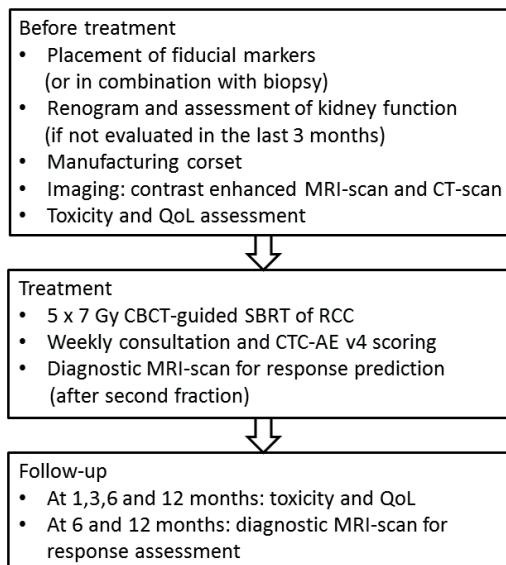 Before treatment
• Placement of fiducial markers
(or in combination with biopsy)
• Renogram and assessment of kidney function
(if not evaluated in the last 3 months)
• Manufacturing corset
• Imaging: contrast enhanced MRI-scan and CT-scan
• Toxicity and QoL assessment
Treatment
• 5 x 7 Gy CBCT-guided SBRT of RCC
• Weekly consultation and CTC-AE v4 scoring
• Diagnostic MRI-scan for response prediction
(after second fraction)
Follow-up
• At 1,3,6 and 12 months: toxicity and QoL
• At 6 and 12 months: diagnostic MRI-scan for
response assessment